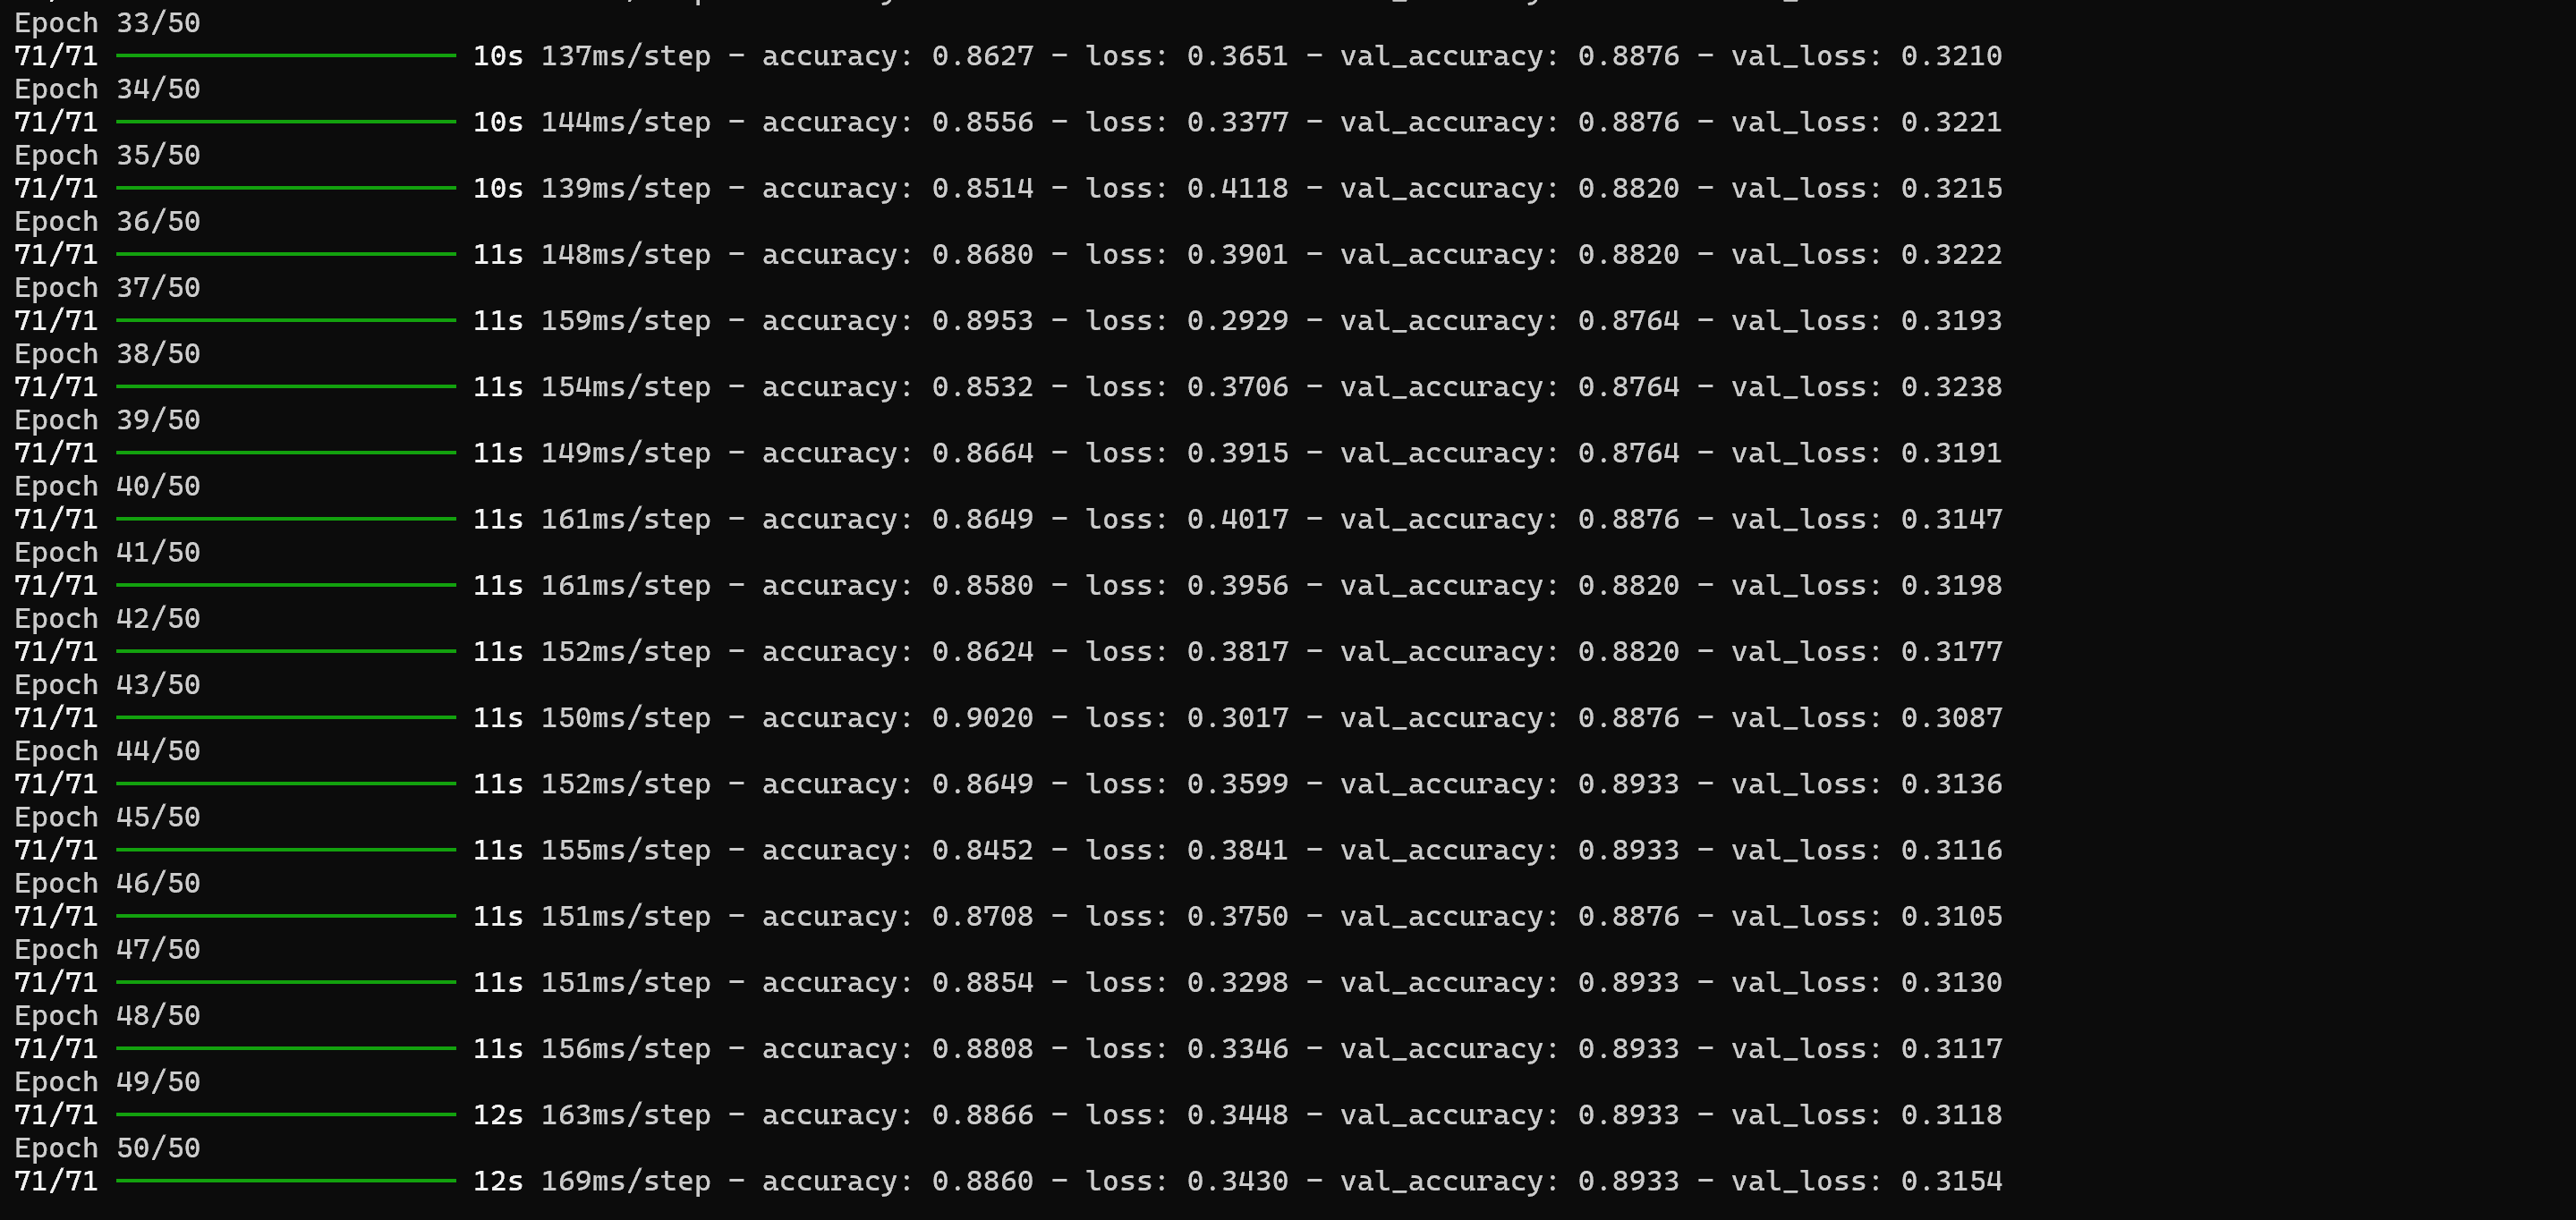 Epoch 33/50
71/71 ━━━━━━━━━━━━━━━━━━━━ 10s 137ms/step - accuracy: 0.8627 - loss: 0.3651 - val_accuracy: 0.8876 - val_loss: 0.3210
Epoch 34/50
71/71 ━━━━━━━━━━━━━━━━━━━━ 10s 144ms/step - accuracy: 0.8556 - loss: 0.3377 - val_accuracy: 0.8876 - val_loss: 0.3221
Epoch 35/50
71/71 ━━━━━━━━━━━━━━━━━━━━ 10s 139ms/step - accuracy: 0.8514 - loss: 0.4118 - val_accuracy: 0.8820 - val_loss: 0.3215
Epoch 36/50
71/71 ━━━━━━━━━━━━━━━━━━━━ 11s 148ms/step - accuracy: 0.8680 - loss: 0.3901 - val_accuracy: 0.8820 - val_loss: 0.3222
Epoch 37/50
71/71 ━━━━━━━━━━━━━━━━━━━━ 11s 159ms/step - accuracy: 0.8953 - loss: 0.2929 - val_accuracy: 0.8764 - val_loss: 0.3193
Epoch 38/50
71/71 ━━━━━━━━━━━━━━━━━━━━ 11s 154ms/step - accuracy: 0.8532 - loss: 0.3706 - val_accuracy: 0.8764 - val_loss: 0.3238
Epoch 39/50
71/71 ━━━━━━━━━━━━━━━━━━━━ 11s 149ms/step - accuracy: 0.8664 - loss: 0.3915 - val_accuracy: 0.8764 - val_loss: 0.3191
Epoch 40/50
71/71 ━━━━━━━━━━━━━━━━━━━━ 11s 161ms/step - accuracy: 0.8649 - loss: 0.4017 - val_accuracy: 0.8876 - val_loss: 0.3147
Epoch 41/50
71/71 ━━━━━━━━━━━━━━━━━━━━ 11s 161ms/step - accuracy: 0.8580 - loss: 0.3956 - val_accuracy: 0.8820 - val_loss: 0.3198
Epoch 42/50
71/71 ━━━━━━━━━━━━━━━━━━━━ 11s 152ms/step - accuracy: 0.8624 - loss: 0.3817 - val_accuracy: 0.8820 - val_loss: 0.3177
Epoch 43/50
71/71 ━━━━━━━━━━━━━━━━━━━━ 11s 150ms/step - accuracy: 0.9020 - loss: 0.3017 - val_accuracy: 0.8876 - val_loss: 0.3087
Epoch 44/50
71/71 ━━━━━━━━━━━━━━━━━━━━ 11s 152ms/step - accuracy: 0.8649 - loss: 0.3599 - val_accuracy: 0.8933 - val_loss: 0.3136
Epoch 45/50
71/71 ━━━━━━━━━━━━━━━━━━━━ 11s 155ms/step - accuracy: 0.8452 - loss: 0.3841 - val_accuracy: 0.8933 - val_loss: 0.3116
Epoch 46/50
71/71 ━━━━━━━━━━━━━━━━━━━━ 11s 151ms/step - accuracy: 0.8708 - loss: 0.3750 - val_accuracy: 0.8876 - val_loss: 0.3105
Epoch 47/50
71/71 ━━━━━━━━━━━━━━━━━━━━ 11s 151ms/step - accuracy: 0.8854 - loss: 0.3298 - val_accuracy: 0.8933 - val_loss: 0.3130
Epoch 48/50
71/71 ━━━━━━━━━━━━━━━━━━━━ 11s 156ms/step - accuracy: 0.8808 - loss: 0.3346 - val_accuracy: 0.8933 - val_loss: 0.3117
Epoch 49/50
71/71 ━━━━━━━━━━━━━━━━━━━━ 12s 163ms/step - accuracy: 0.8866 - loss: 0.3448 - val_accuracy: 0.8933 - val_loss: 0.3118
Epoch 50/50
71/71 ━━━━━━━━━━━━━━━━━━━━ 12s 169ms/step - accuracy: 0.8860 - loss: 0.3430 - val_accuracy: 0.8933 - val_loss: 0.3154